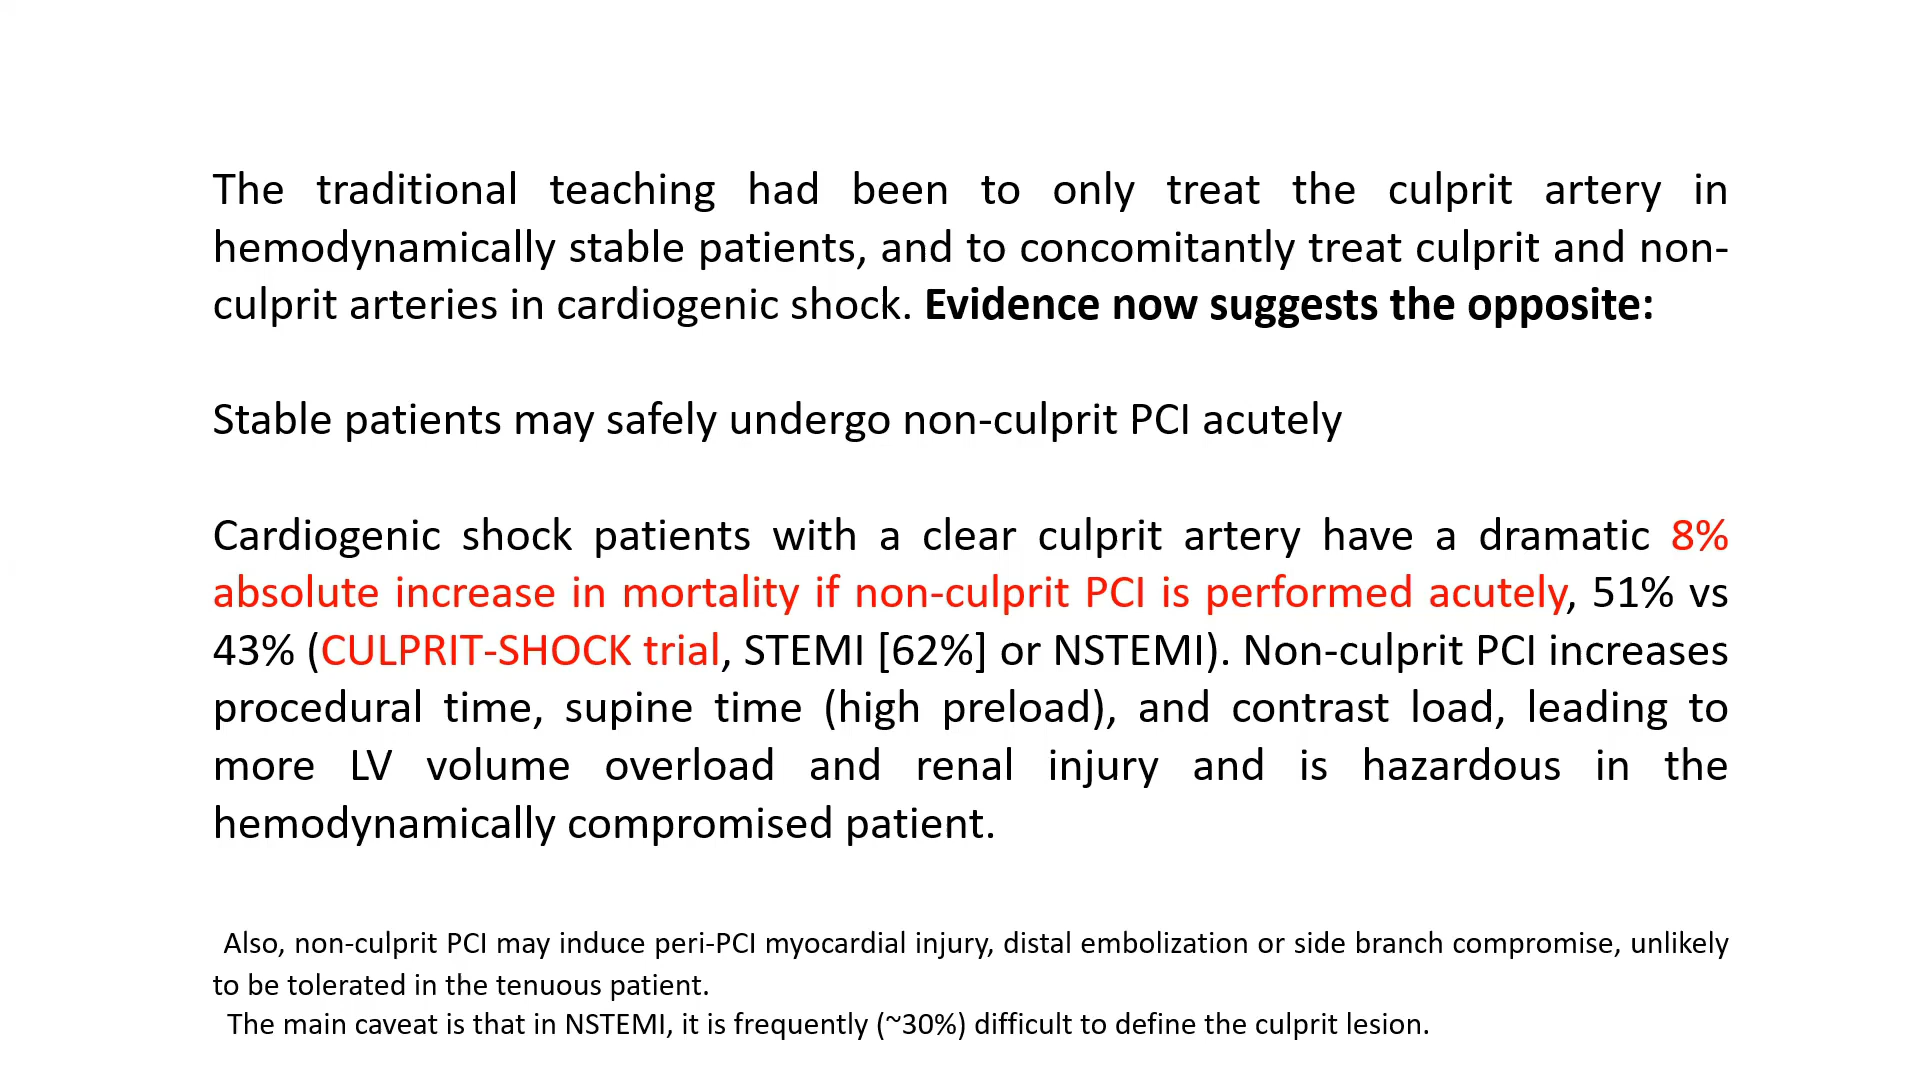 The traditional teaching had been to only treat the culprit artery in
hemodynamically stable patients, and to concomitantly treat culprit and non-
culprit arteries in cardiogenic shock. Evidence now suggests the opposite:
Stable patients may safely undergo non-culprit PCI acutely
Cardiogenic shock patients with a clear culprit artery have a dramatic 8%
absolute increase in mortality if non-culprit PCI is performed acutely, 51% vs
43% (CULPRIT-SHOCK trial, STEMI [62%] or NSTEMI). Non-culprit PCI increases
procedural time, supine time (high preload), and contrast load, leading to
more LV volume overload and renal injury and is hazardous in the
hemodynamically compromised patient.
Also, non-culprit PCI may induce peri-PCI myocardial injury, distal embolization or side branch compromise, unlikely
to be tolerated in the tenuous patient.
The main caveat is that in NSTEMI, it is frequently (~30%) difficult to define the culprit lesion.